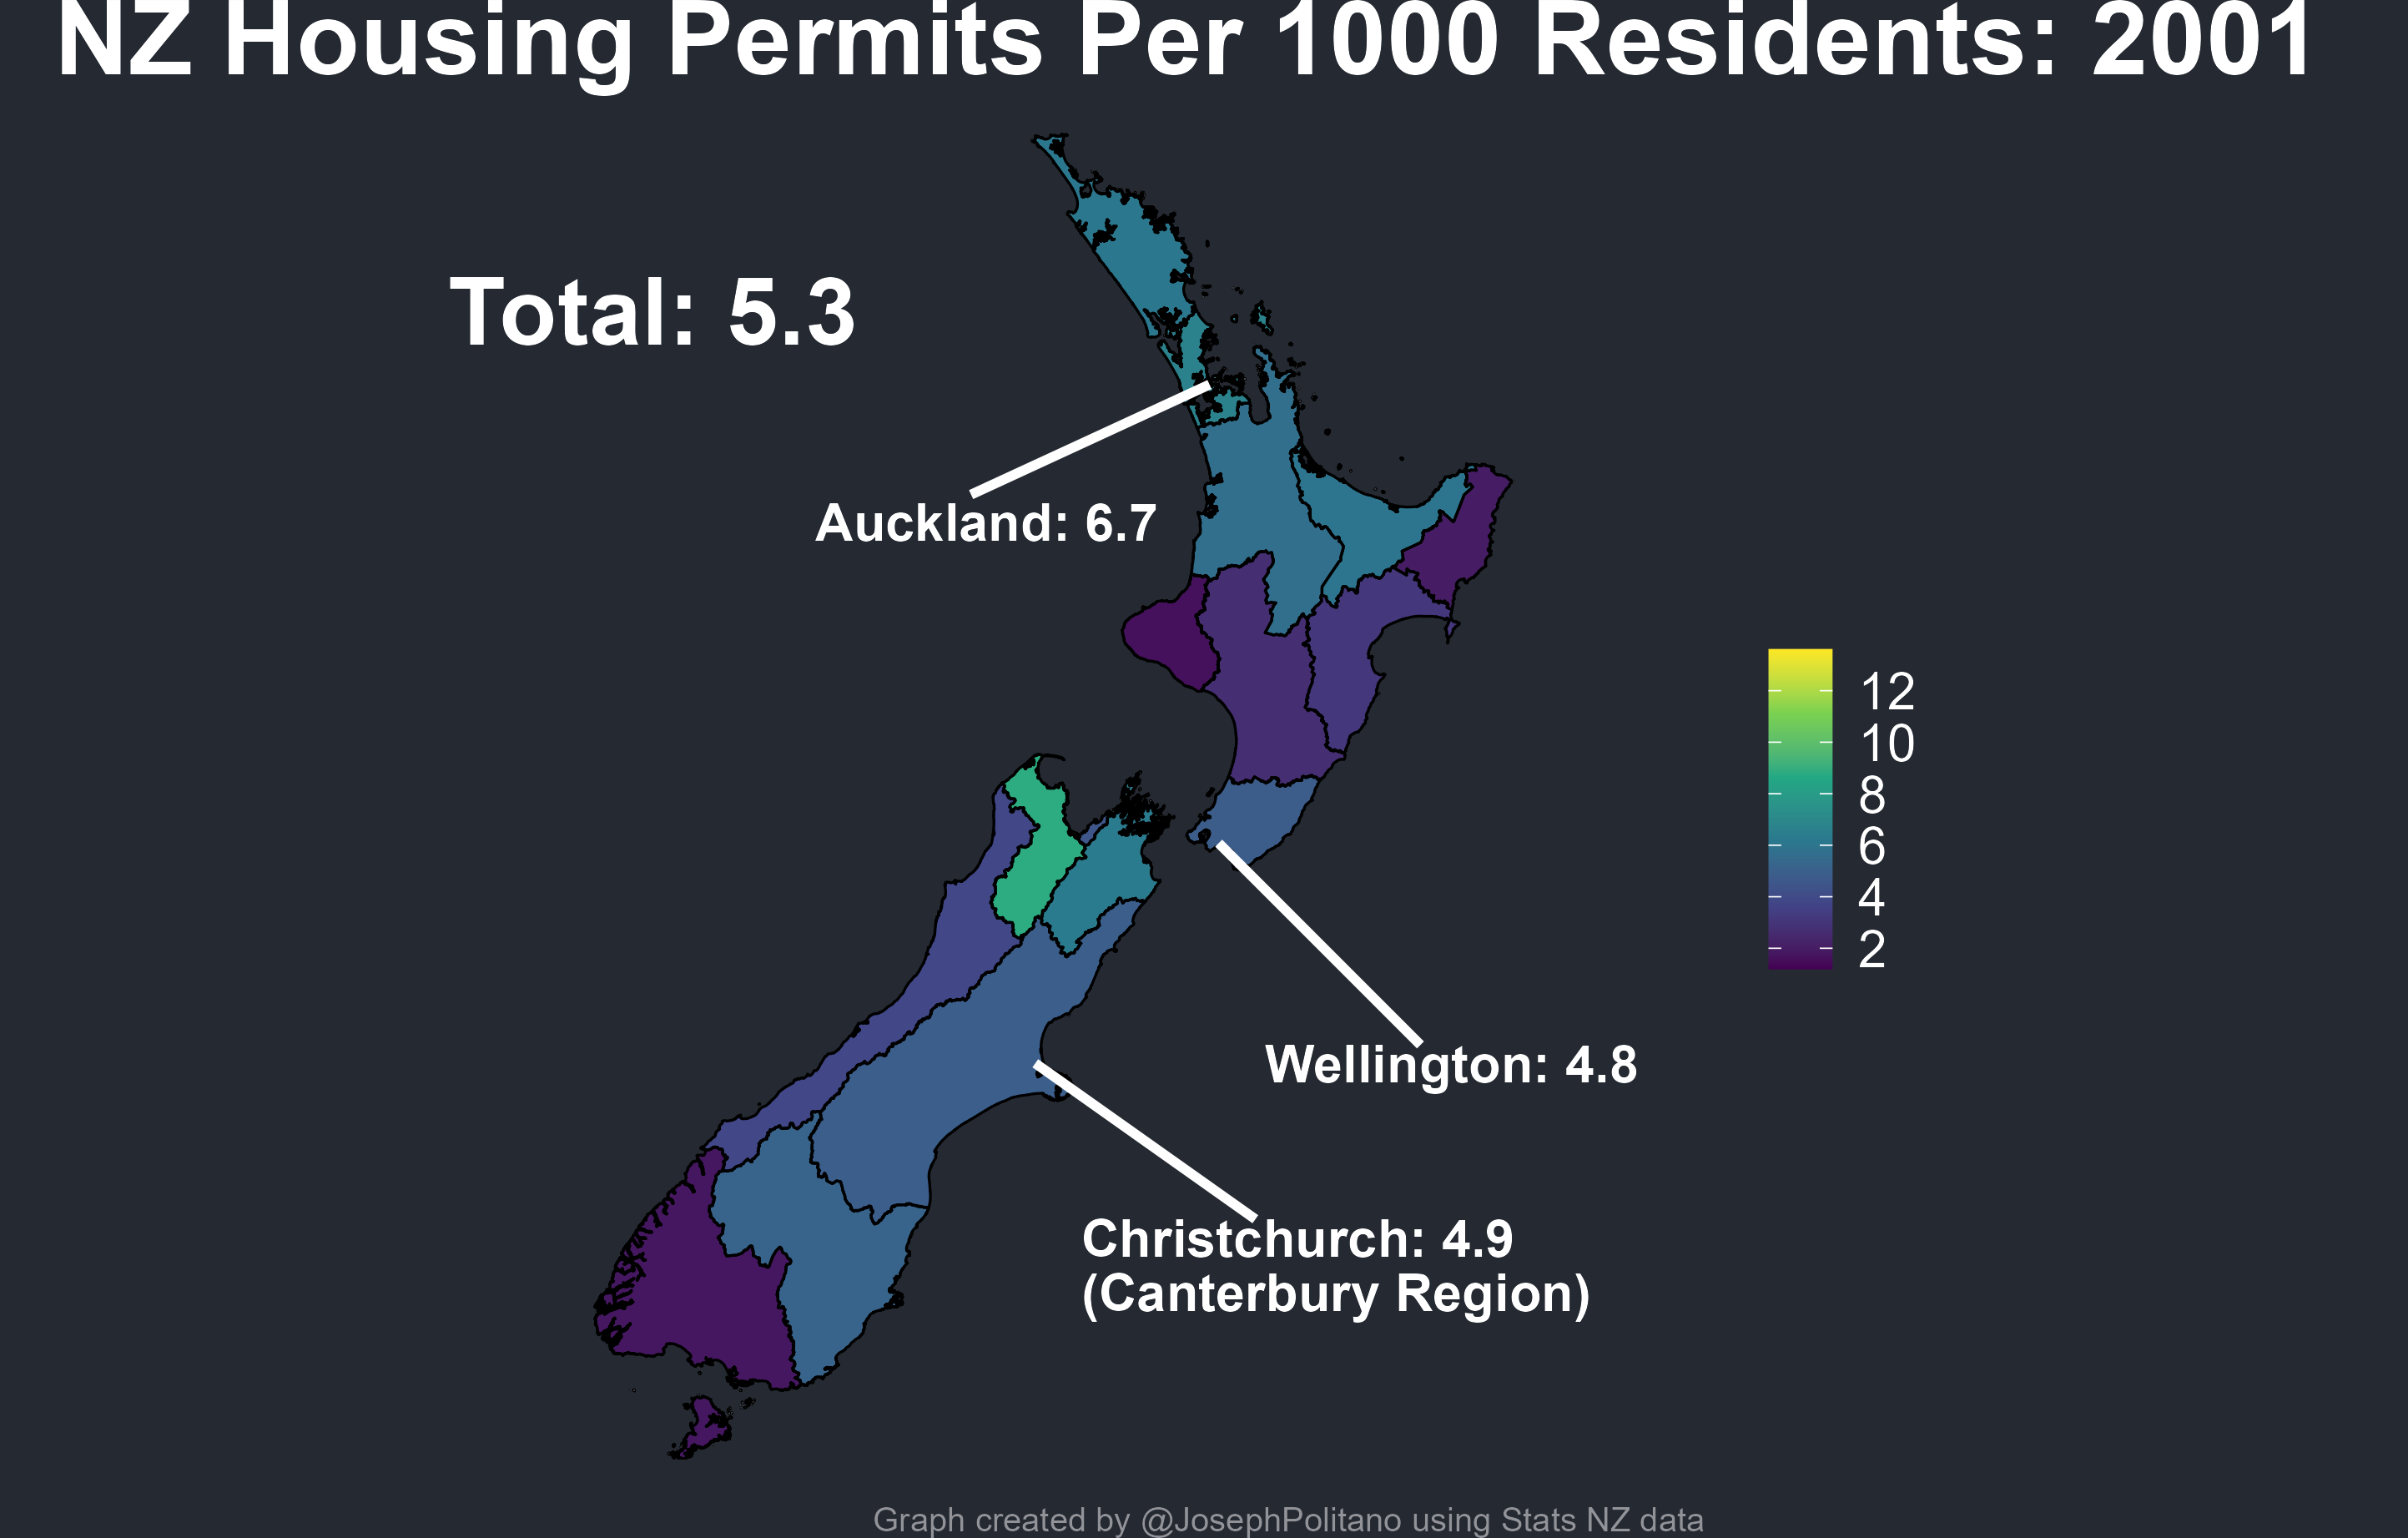 NZ Housing Permits Per 1000 Residents: 2001
Total: 5.3
Auckland: 6.7
12
10
8
6
4
2
Wellington: 4.8
Christchurch: 4.9
(Canterbury Region)
Graph created by @JosephPolitano using Stats NZ data